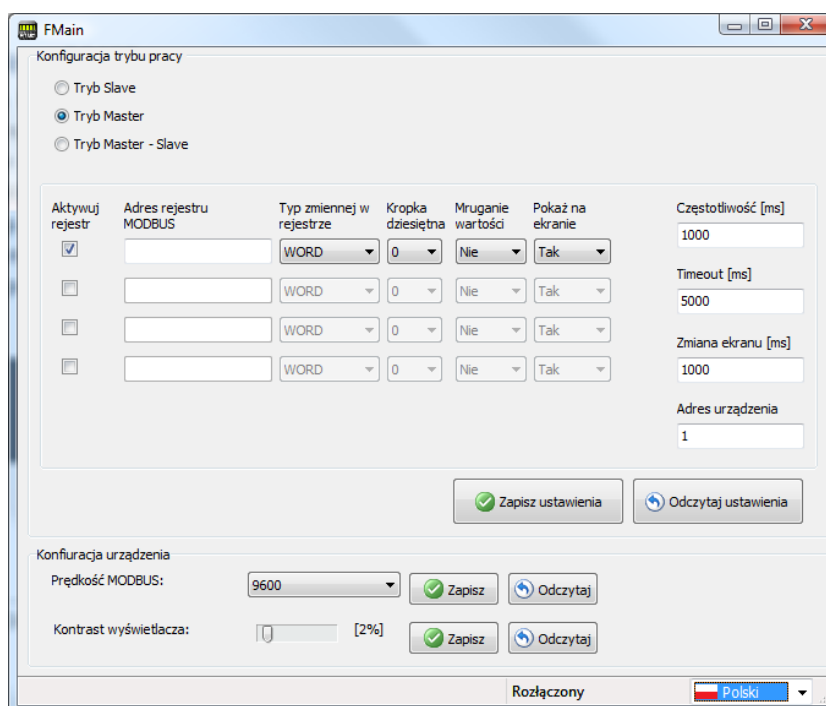 FMain
Konfiguracja trybu pracy
Tryb Slave
Tryb Master
Tryb Master - Slave
Aktywuj rejestr
Adres rejestru MODBUS
Typ zmiennej w rejestrze
Kropka dziesiętna
Mruganie wartości
Pokaż na ekranie
WORD 0 Nie Tak
WORD 0 Nie Tak
WORD 0 Nie Tak
WORD 0 Nie Tak
Częstotliwość [ms]
1000
Timeout [ms]
5000
Zmiana ekranu [ms]
1000
Adres urządzenia
1
Zapisz ustawienia
Odczytaj ustawienia
Konfiuracja urządzenia
Prędkość MODBUS: 9600 Zapisz Odczytaj
Kontrast wyświetlacza: [2%] Zapisz Odczytaj
Rozłączony Polski